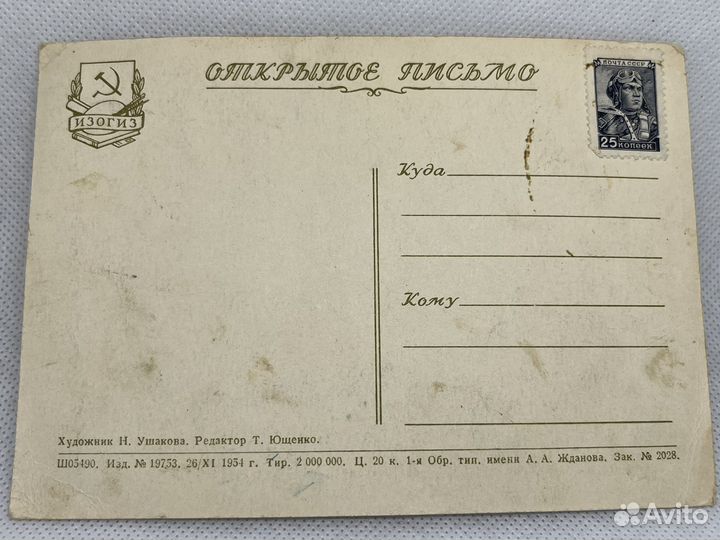 ОТКРЫТОЕ ПИСЬМО
ИЗОГИЗ
ПОЧТА СССР
25 КОПЕЕК
Куда
Кому
Художник Н. Ушакова. Редактор Т. Ющенко.
Ш05490. Изд. № 19753. 26/XI 1954 г. Тир. 2 000 000. Ц. 20 к. 1-я Обр. тип. имени А. А. Жданова. Зак. № 2028.
Avito